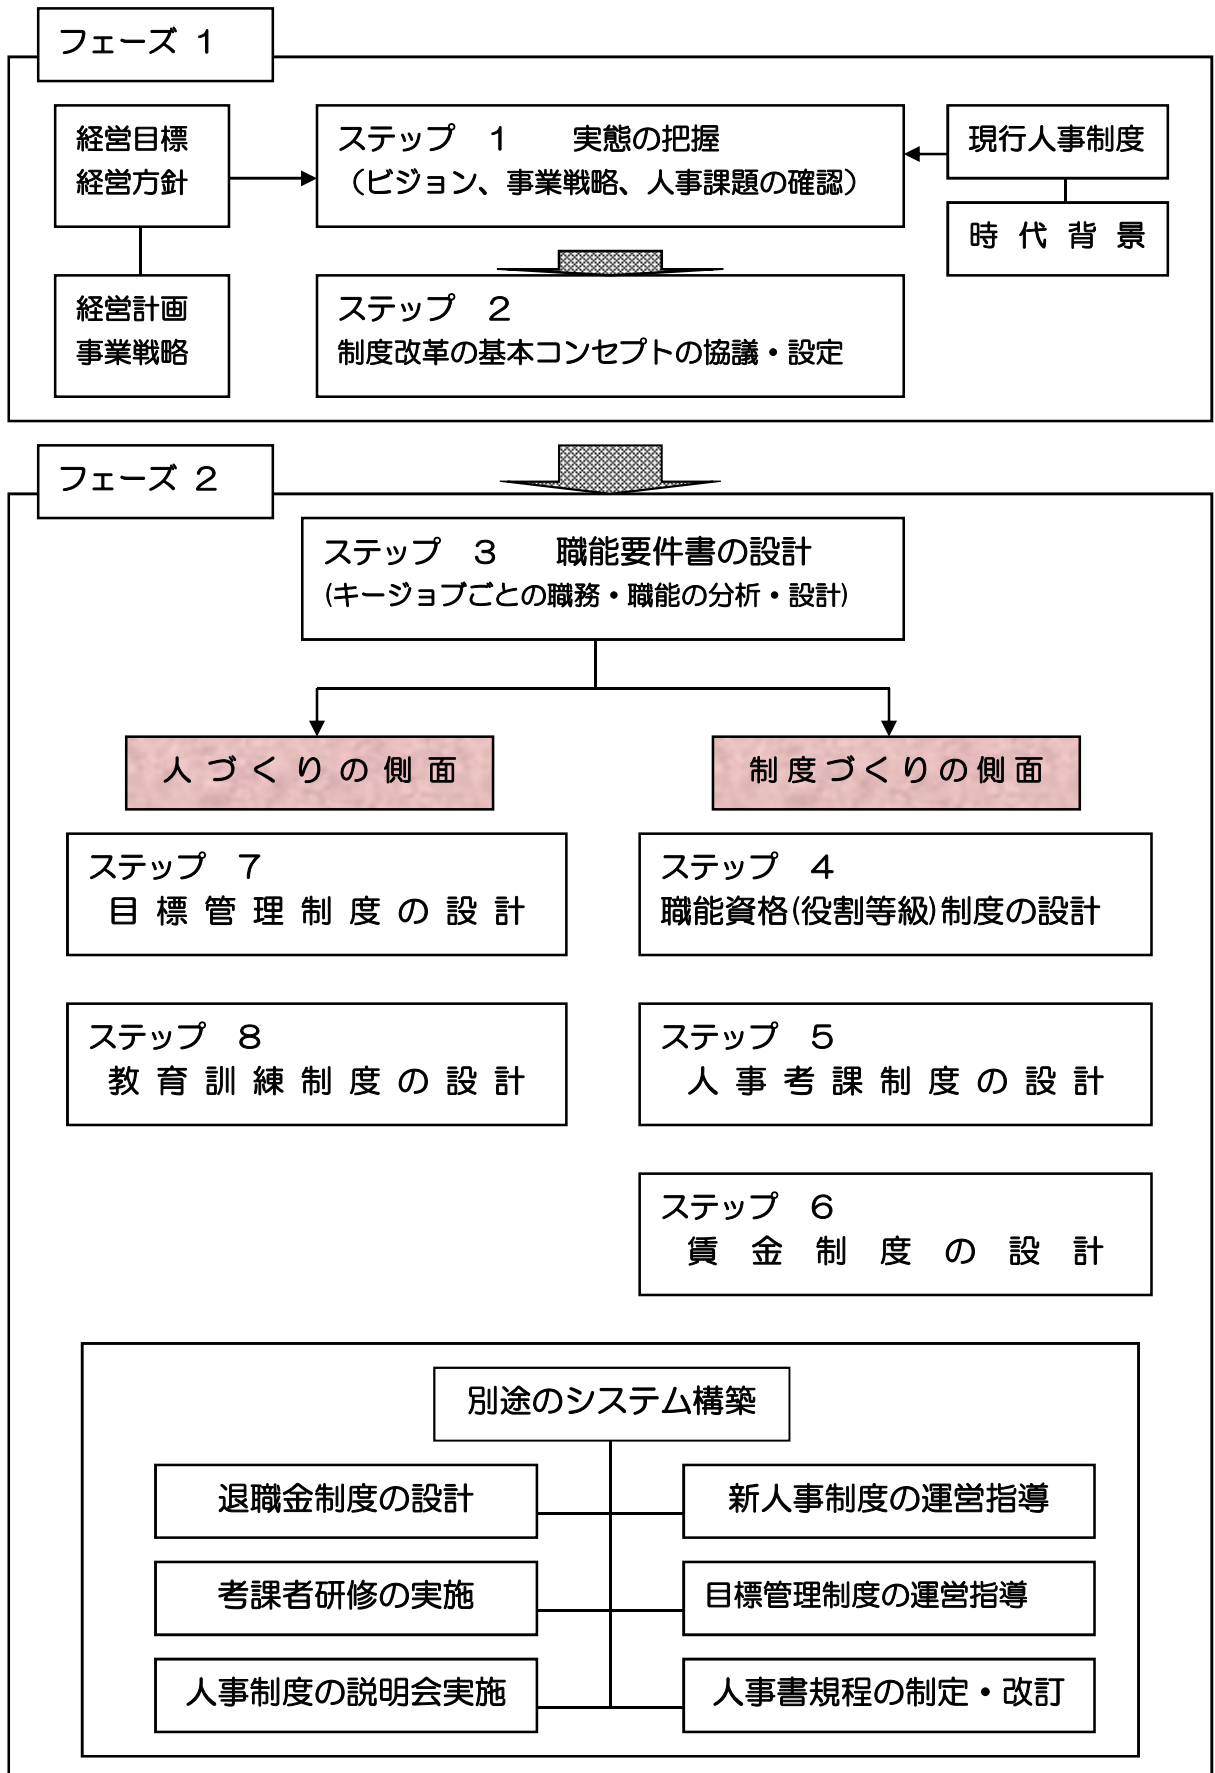 フェーズ 1
経営目標
経営方針
ステップ 1 実態の把握
（ビジョン、事業戦略、人事課題の確認）
現行人事制度
時代背景
経営計画
事業戦略
ステップ 2
制度改革の基本コンセプトの協議・設定
フェーズ 2
ステップ 3 職能要件書の設計
(キージョブごとの職務・職能の分析・設計)
人づくりの側面
制度づくりの側面
ステップ 7
目標管理制度の設計
ステップ 4
職能資格(役割等級)制度の設計
ステップ 8
教育訓練制度の設計
ステップ 5
人事考課制度の設計
ステップ 6
賃金制度の設計
別途のシステム構築
退職金制度の設計
新人事制度の運営指導
考課者研修の実施
目標管理制度の運営指導
人事制度の説明会実施
人事書規程の制定・改訂